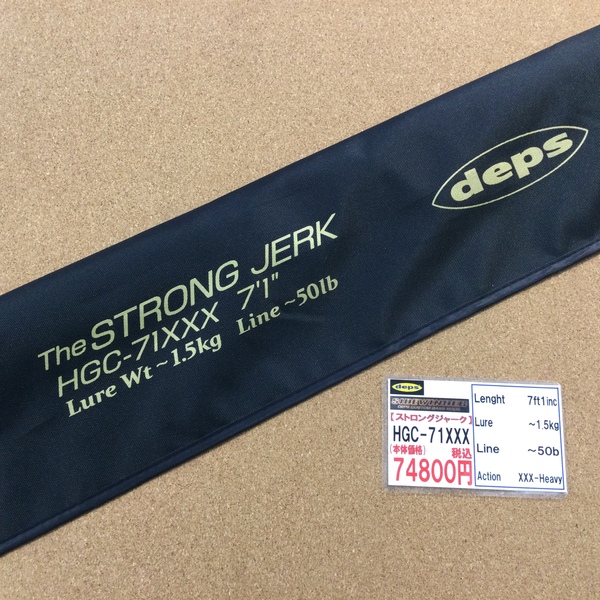 deps
The STRONG JERK
HGC-71XXX 7'1"
Lure Wt ~1.5kg Line ~50lb
deps
SIDEWINDER
【ストロングジャーク】
HGC-71XXX
(本体価格) 税込
74800円
Lenght 7ft1inc
Lure ~1.5kg
Line ~50b
Action XXX-Heavy